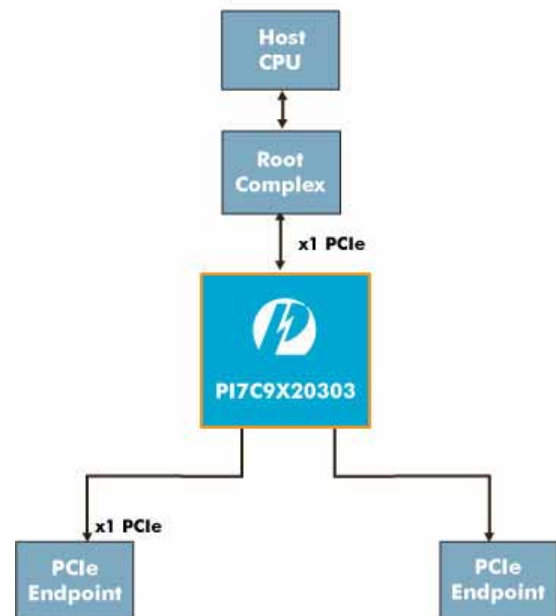 Host
CPU
Root
Complex
x1 PCIe
PI7C9X20303
x1 PCIe
PCIe
Endpoint
PCIe
Endpoint